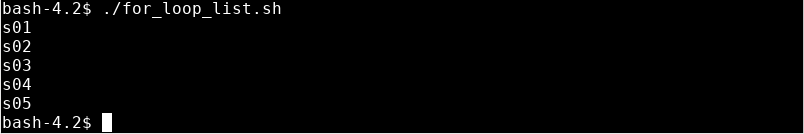 bash-4.2$ ./for_loop_list.sh
s01
s02
s03
s04
s05
bash-4.2$